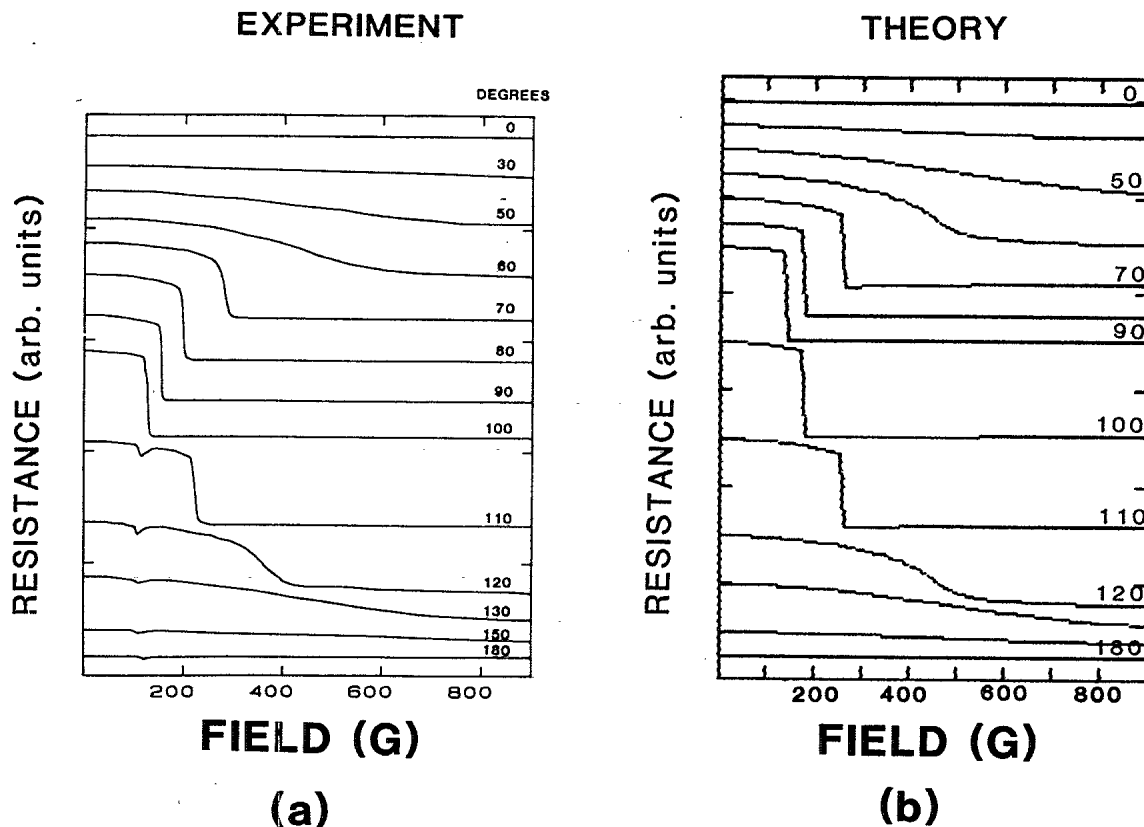 EXPERIMENT
DEGREES
0
30
50
60
70
80
90
100
110
120
130
150
180
RESISTANCE (arb. units)
200 400 600 800
FIELD (G)
(a)
THEORY
0
50
70
90
100
110
120
180
RESISTANCE (arb. units)
200 400 600 800
FIELD (G)
(b)